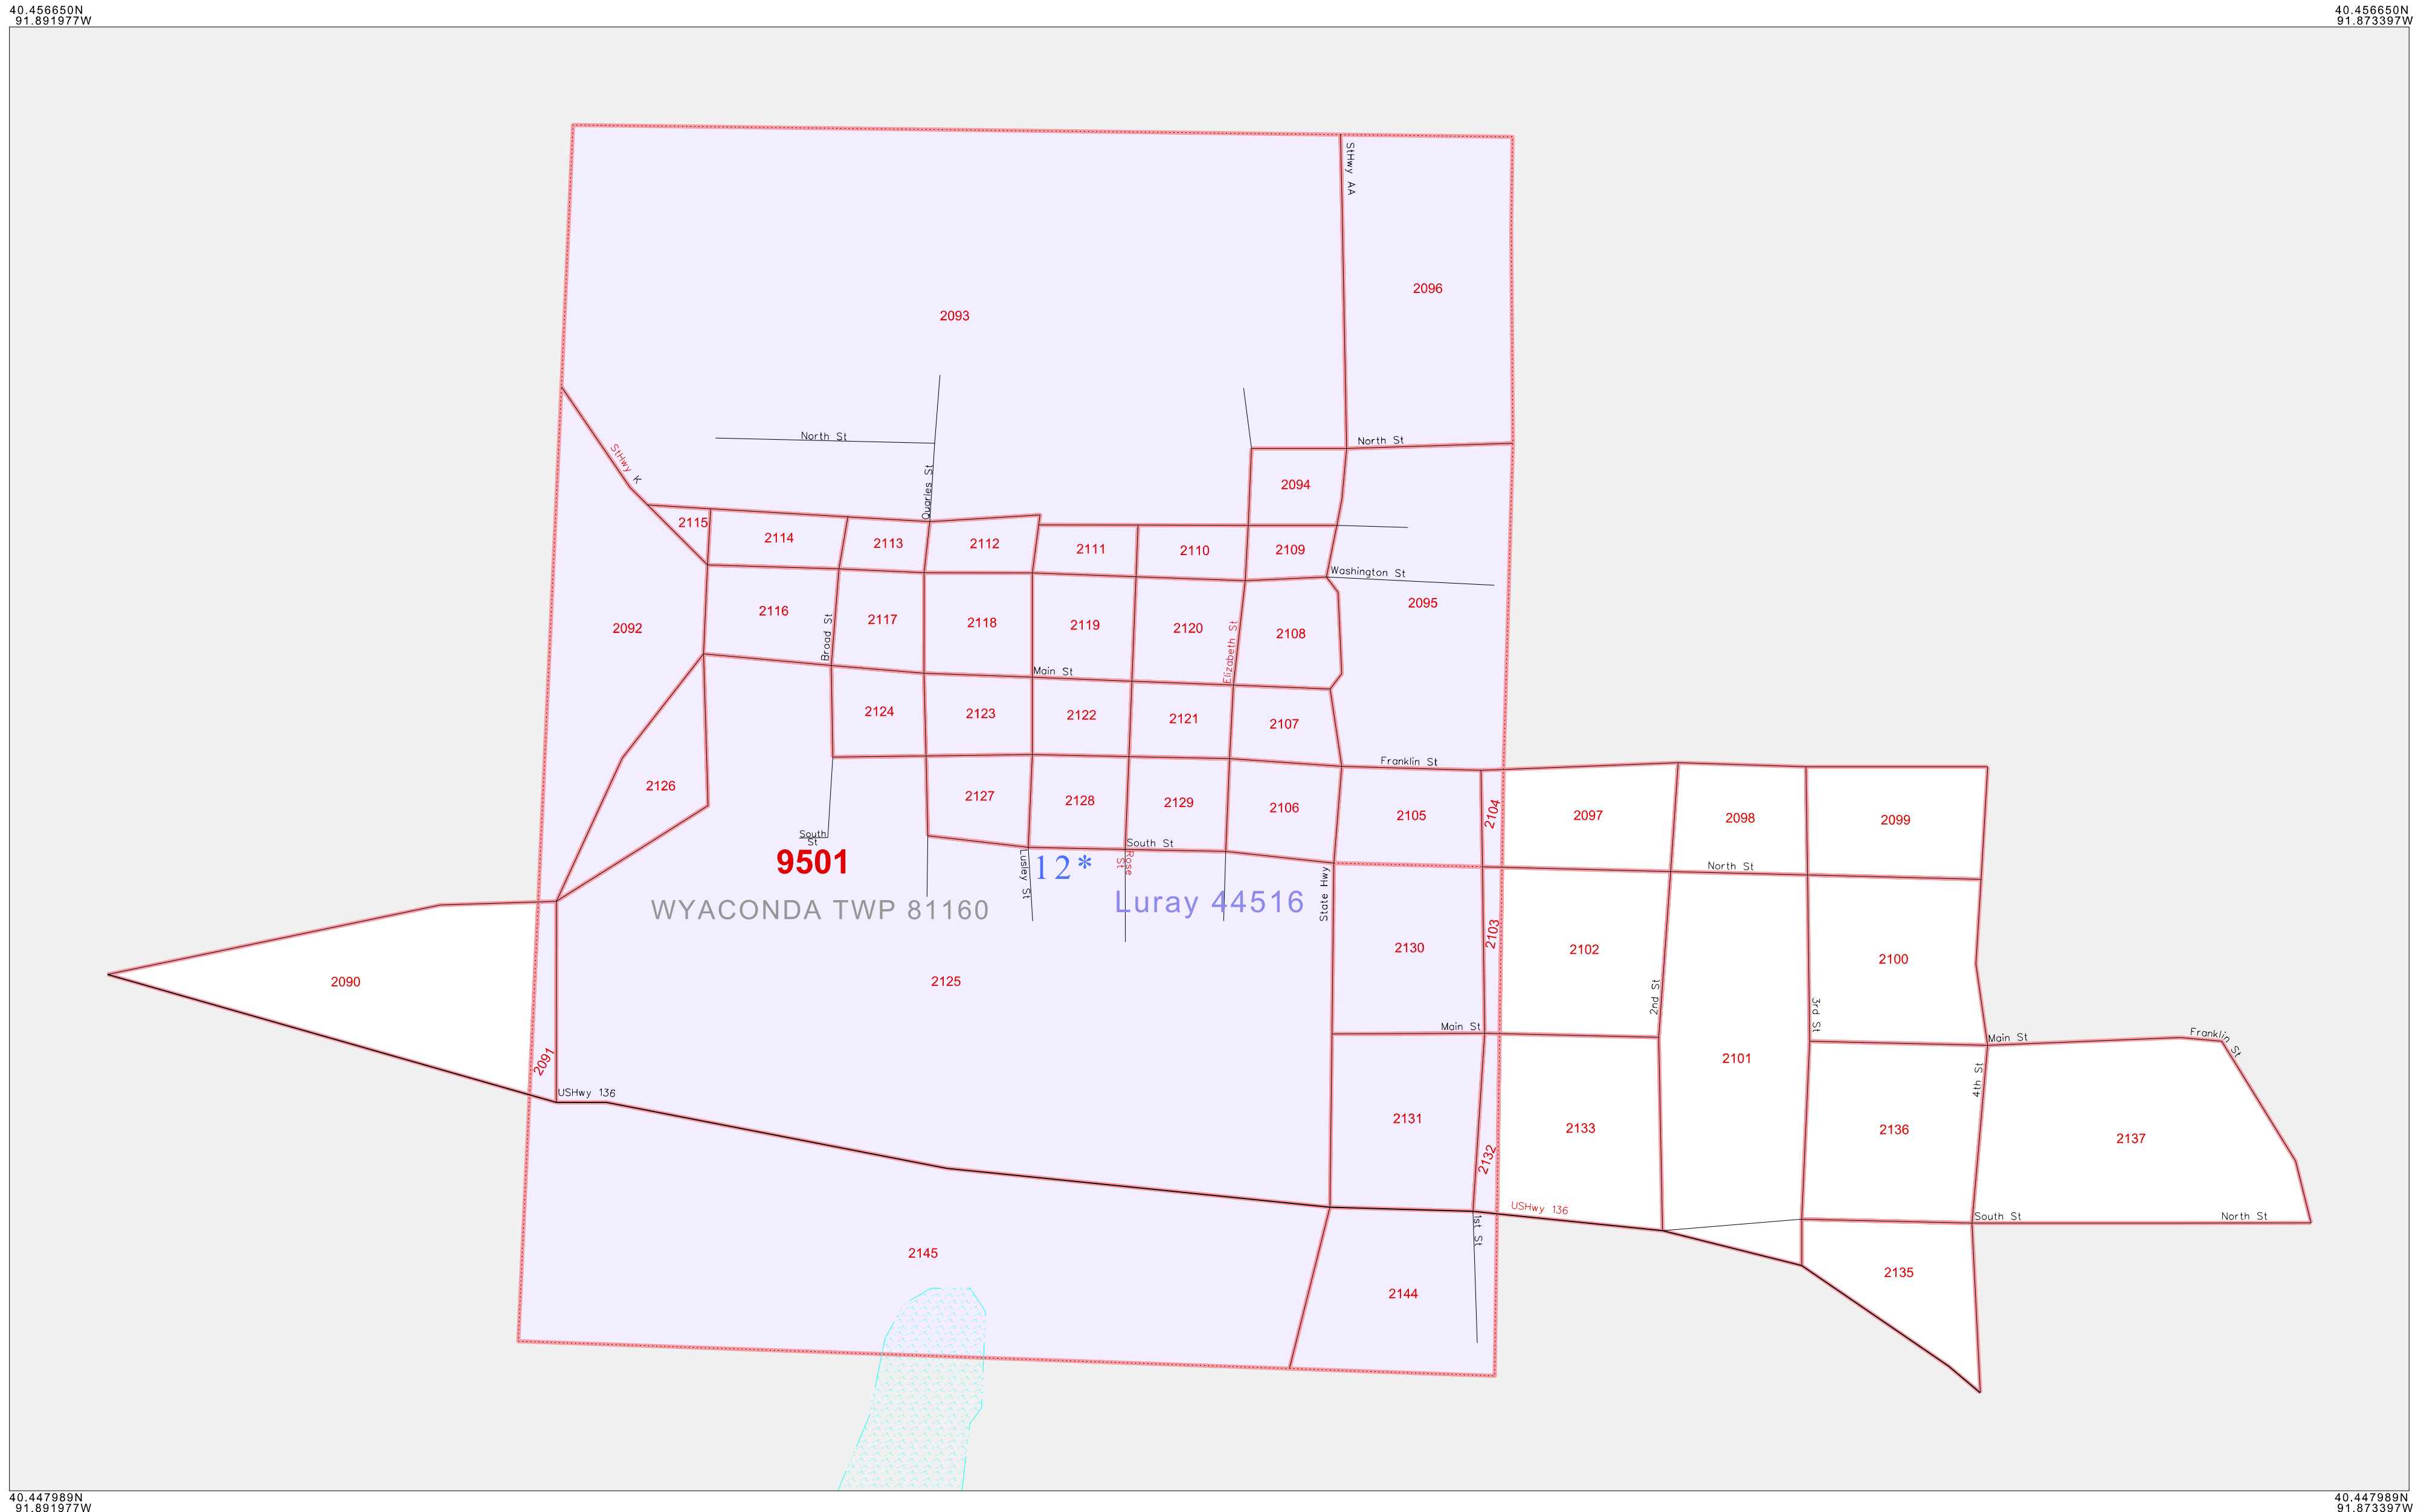 40.456650N
91.891977W
40.456650N
91.873397W
StHwy AA
2096
2093
North St
North St
StHwy K
Quarles St
2094
2115
2114
2113
2112
2111
2110
2109
Washington St
2095
2092
2116
Broad St
2117
2118
2119
2120
Elizabeth St
2108
Main St
2124
2123
2122
2121
2107
Franklin St
2126
2127
2128
2129
2106
2105
2104
2097
2098
2099
South
St
South St
9501
Lusley St
12*
Rose
St
State Hwy
North St
WYACONDA TWP 81160
Luray 44516
2130
2103
2102
2100
2090
2125
2nd St
3rd St
Main St
Main St
Franklin St
2091
2101
4th St
USHwy 136
2131
2132
2133
2136
2137
USHwy 136
South St
North St
1st St
2145
2144
2135
40.447989N
91.891977W
40.447989N
91.873397W